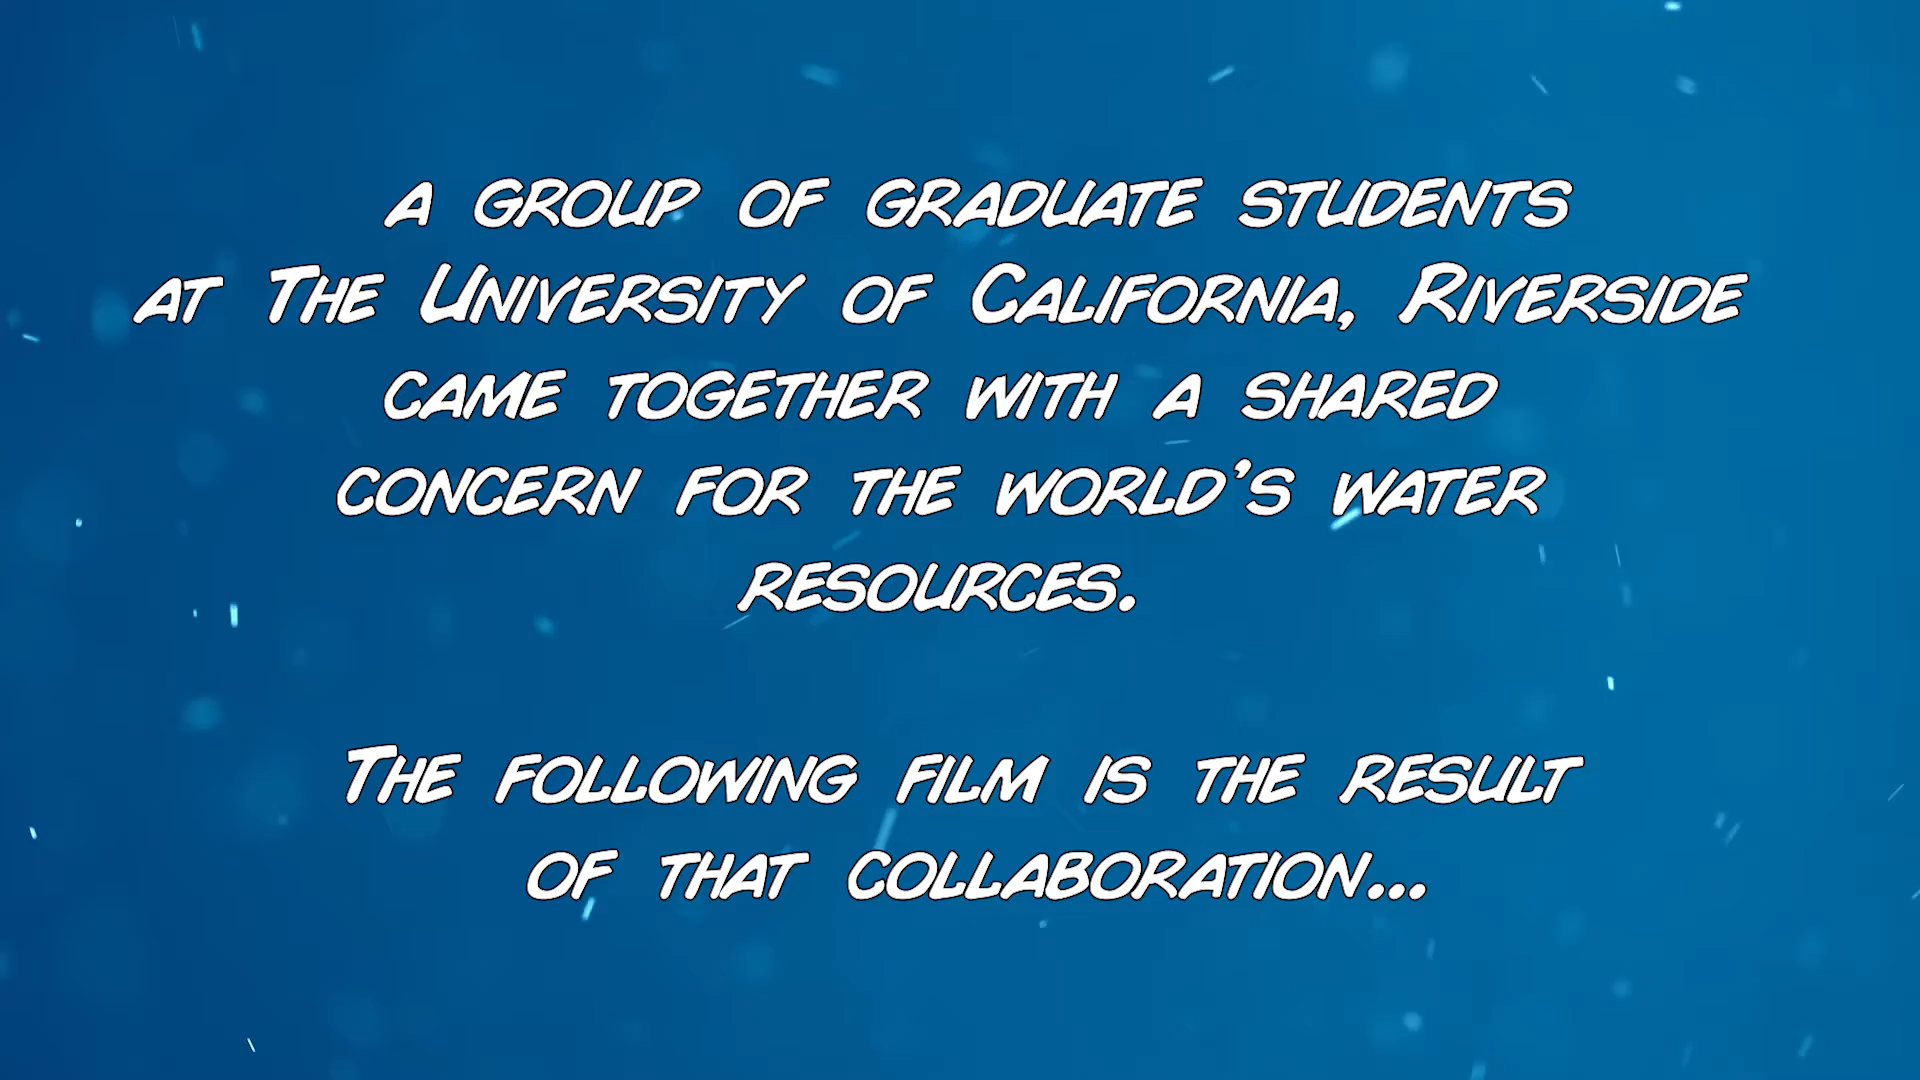 A GROUP OF GRADUATE STUDENTS
AT THE UNIVERSITY OF CALIFORNIA, RIVERSIDE
CAME TOGETHER WITH A SHARED
CONCERN FOR THE WORLD'S WATER
RESOURCES.
THE FOLLOWING FILM IS THE RESULT
OF THAT COLLABORATION...